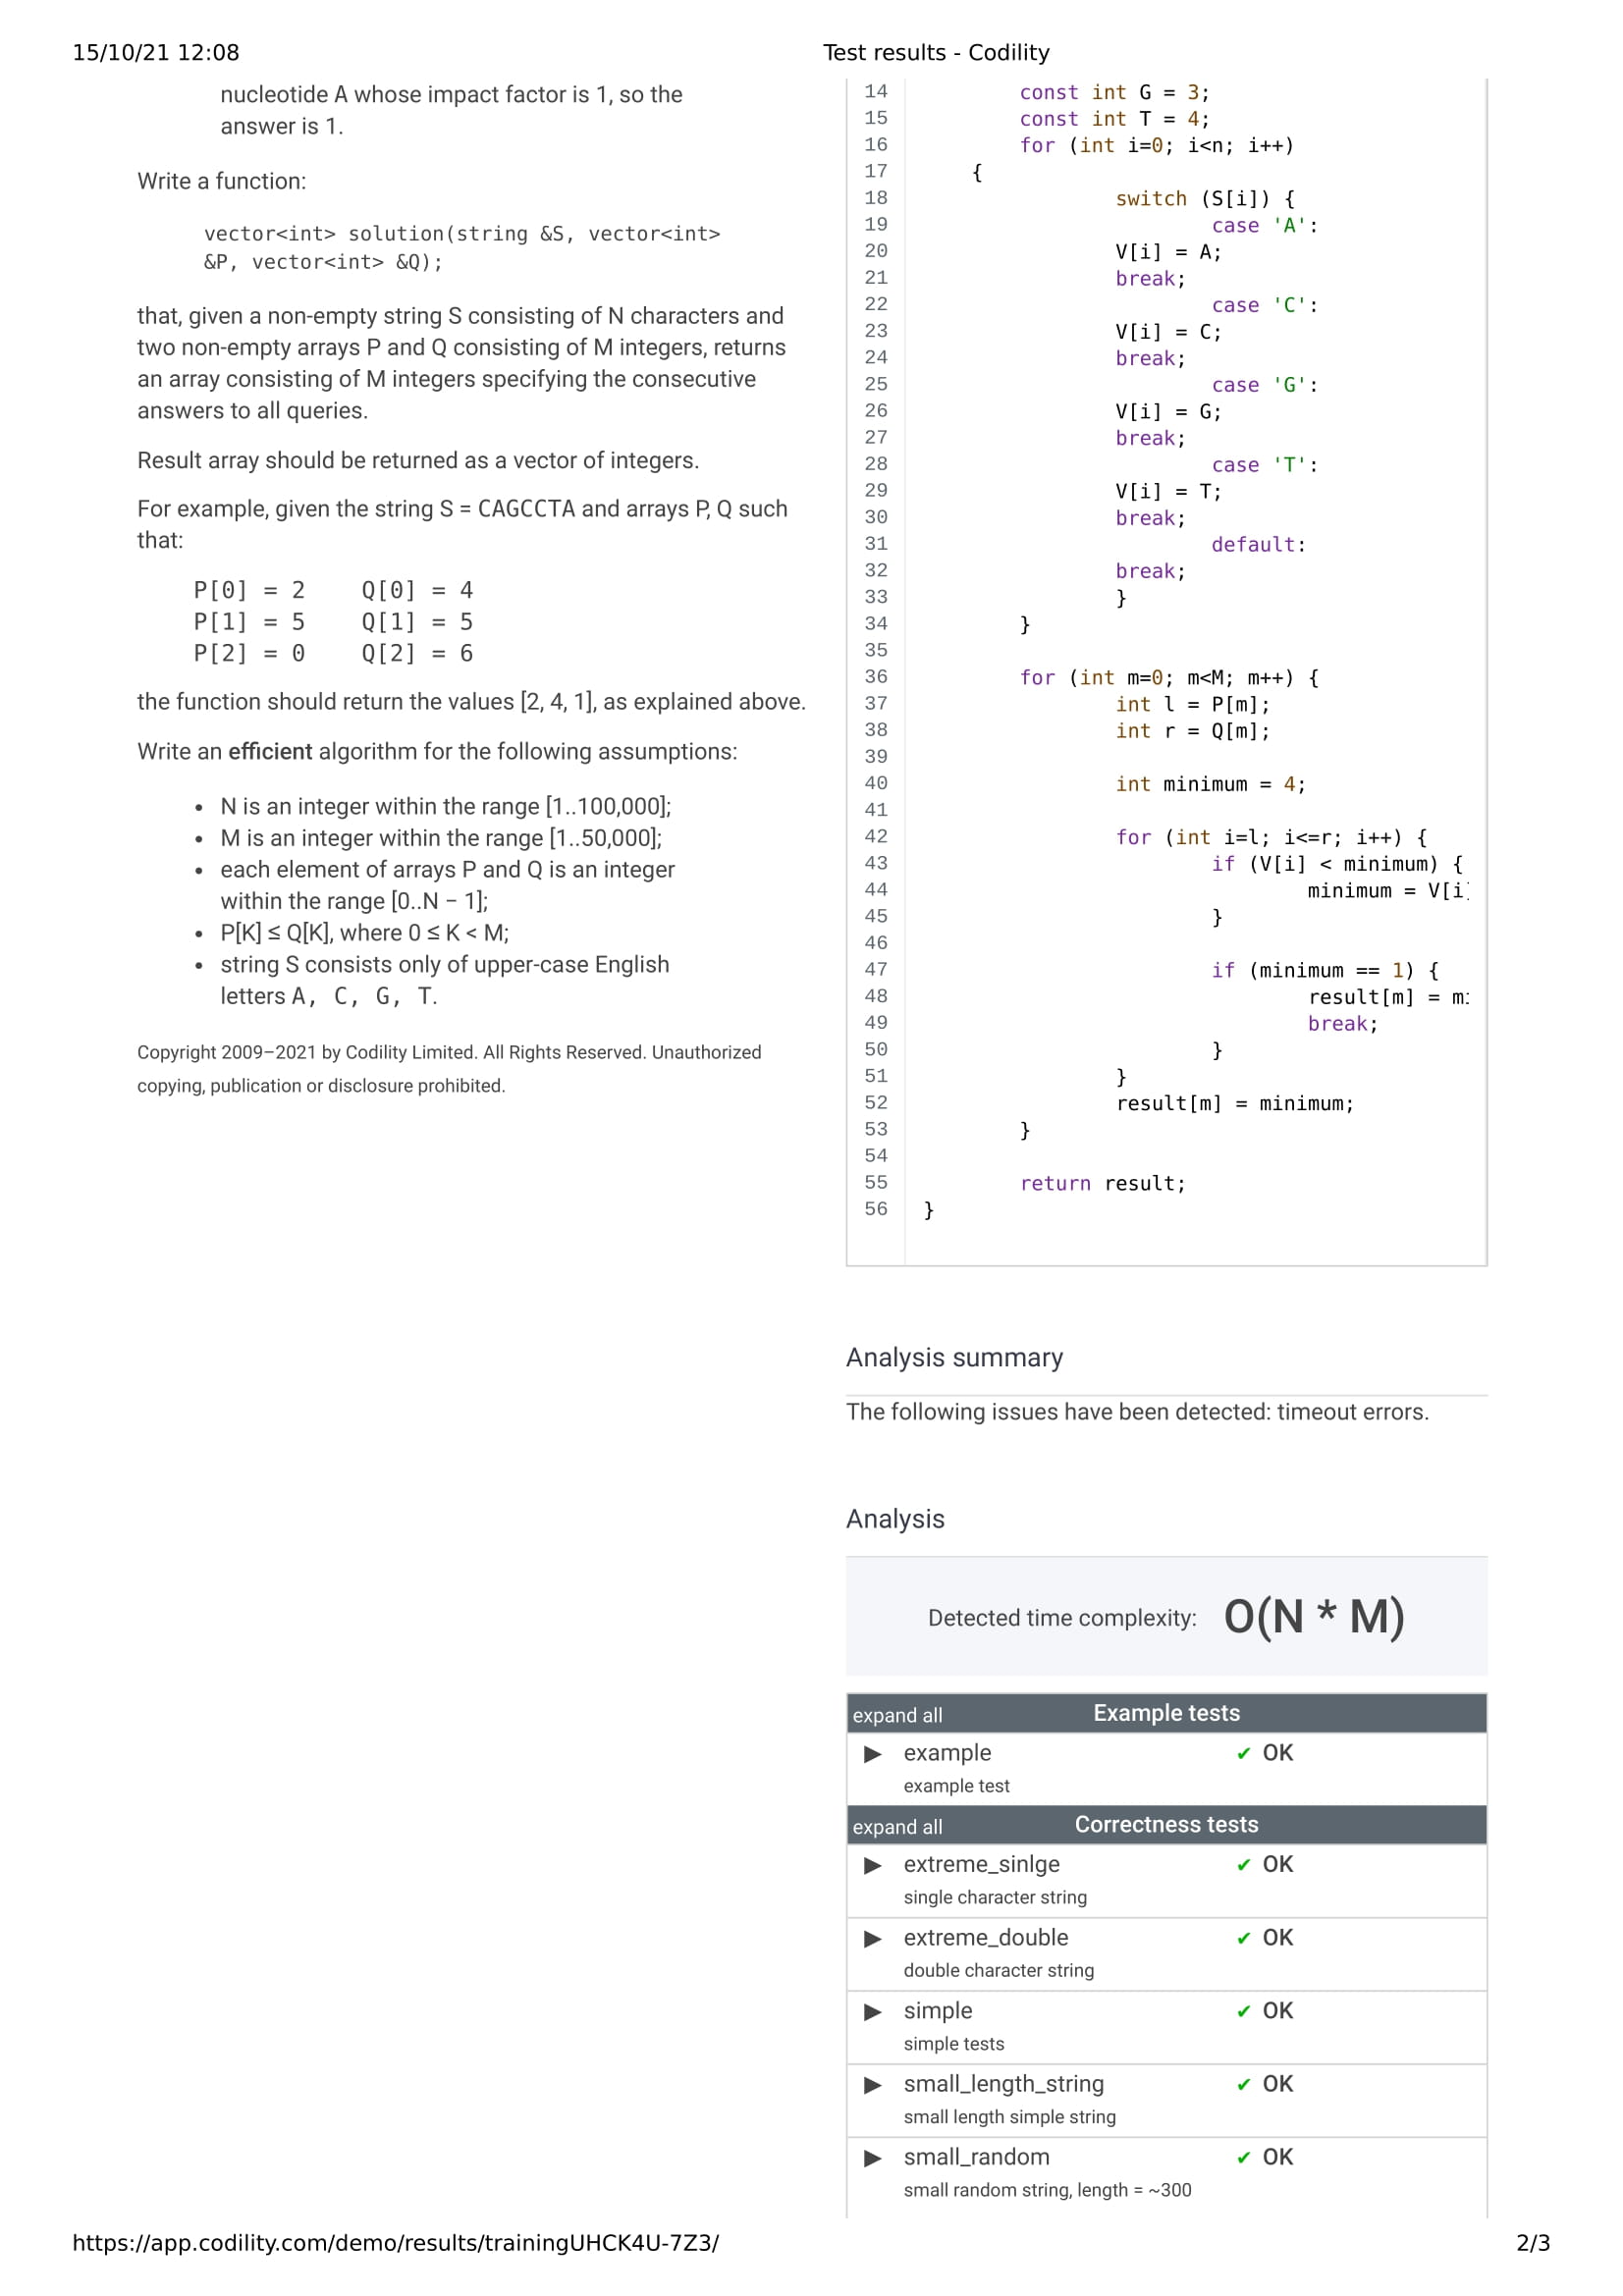 15/10/21 12:08
Test results - Codility
nucleotide A whose impact factor is 1, so the
answer is 1.
Write a function:
vector<int> solution(string &S, vector<int>
&P, vector<int> &Q);
that, given a non-empty string S consisting of N characters and
two non-empty arrays P and Q consisting of M integers, returns
an array consisting of M integers specifying the consecutive
answers to all queries.
Result array should be returned as a vector of integers.
For example, given the string S = CAGCCTA and arrays P, Q such
that:
P[0] = 2    Q[0] = 4
P[1] = 5    Q[1] = 5
P[2] = 0    Q[2] = 6
the function should return the values [2, 4, 1], as explained above.
Write an efficient algorithm for the following assumptions:
• N is an integer within the range [1..100,000];
• M is an integer within the range [1..50,000];
• each element of arrays P and Q is an integer
within the range [0..N − 1];
• P[K] ≤ Q[K], where 0 ≤ K < M;
• string S consists only of upper-case English
letters A, C, G, T.
Copyright 2009–2021 by Codility Limited. All Rights Reserved. Unauthorized
copying, publication or disclosure prohibited.
14 const int G = 3;
15 const int T = 4;
16 for (int i=0; i<n; i++)
17 {
18 switch (S[i]) {
19 case 'A':
20 V[i] = A;
21 break;
22 case 'C':
23 V[i] = C;
24 break;
25 case 'G':
26 V[i] = G;
27 break;
28 case 'T':
29 V[i] = T;
30 break;
31 default:
32 break;
33 }
34 }
35
36 for (int m=0; m<M; m++) {
37 int l = P[m];
38 int r = Q[m];
39
40 int minimum = 4;
41
42 for (int i=l; i<=r; i++) {
43 if (V[i] < minimum) {
44 minimum = V[i]
45 }
46
47 if (minimum == 1) {
48 result[m] = m
49 break;
50 }
51 }
52 result[m] = minimum;
53 }
54
55 return result;
56 }
Analysis summary
The following issues have been detected: timeout errors.
Analysis
Detected time complexity: O(N * M)
expand all Example tests
▶ example ✔ OK
example test
expand all Correctness tests
▶ extreme_sinlge ✔ OK
single character string
▶ extreme_double ✔ OK
double character string
▶ simple ✔ OK
simple tests
▶ small_length_string ✔ OK
small length simple string
▶ small_random ✔ OK
small random string, length = ~300
https://app.codility.com/demo/results/trainingUHCK4U-7Z3/
2/3